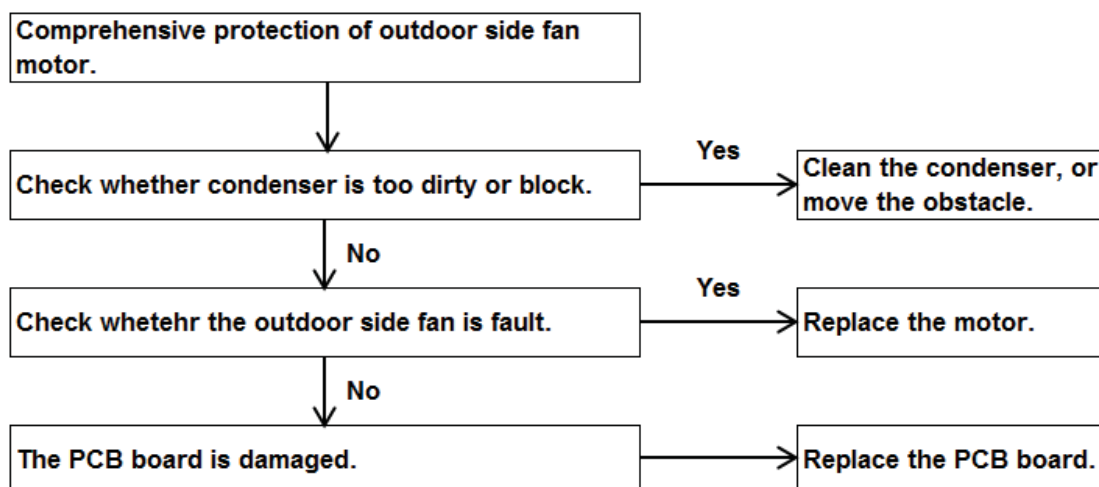 Comprehensive protection of outdoor side fan
motor.
Yes
Check whether condenser is too dirty or block.
Clean the condenser, or
move the obstacle.
No
Yes
Check whetehr the outdoor side fan is fault.
Replace the motor.
No
The PCB board is damaged.
Replace the PCB board.